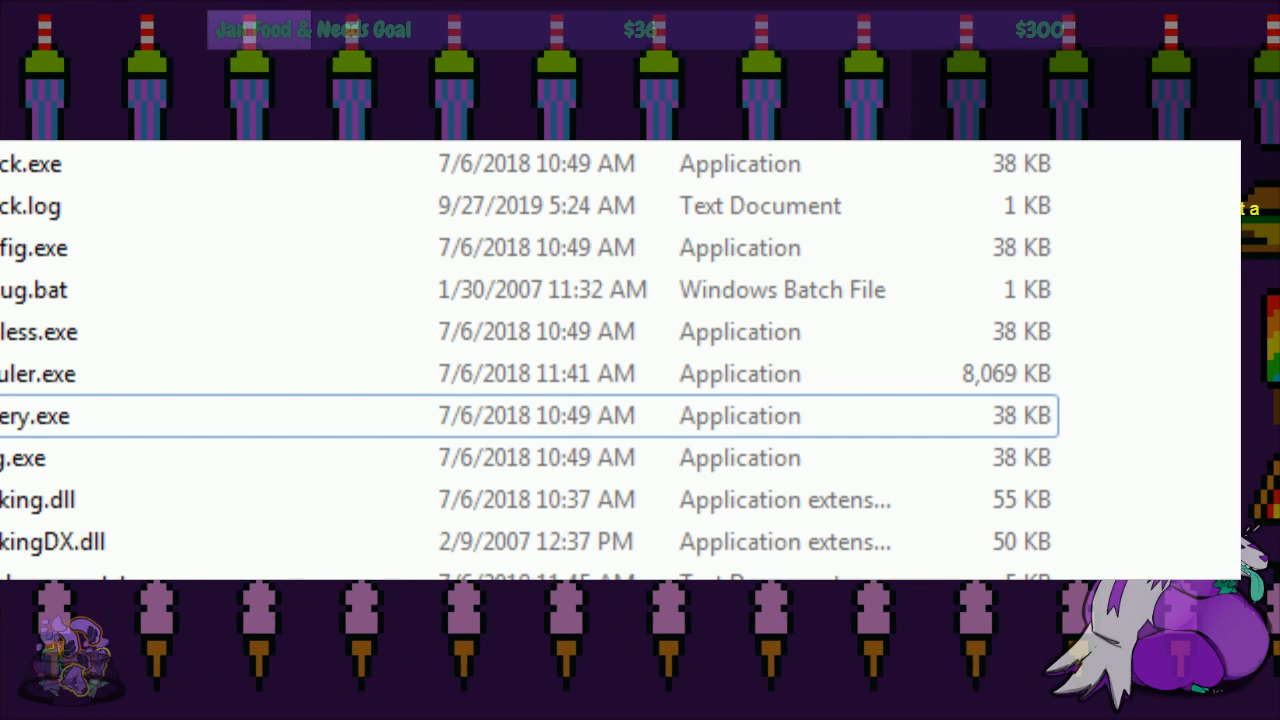 Jan Food & Needs Goal $36 $300
ck.exe 7/6/2018 10:49 AM Application 38 KB
ck.log 9/27/2019 5:24 AM Text Document 1 KB
t a
fig.exe 7/6/2018 10:49 AM Application 38 KB
ug.bat 1/30/2007 11:32 AM Windows Batch File 1 KB
less.exe 7/6/2018 10:49 AM Application 38 KB
uler.exe 7/6/2018 11:41 AM Application 8,069 KB
ery.exe 7/6/2018 10:49 AM Application 38 KB
g.exe 7/6/2018 10:49 AM Application 38 KB
king.dll 7/6/2018 10:37 AM Application extens... 55 KB
kingDX.dll 2/9/2007 12:37 PM Application extens... 50 KB